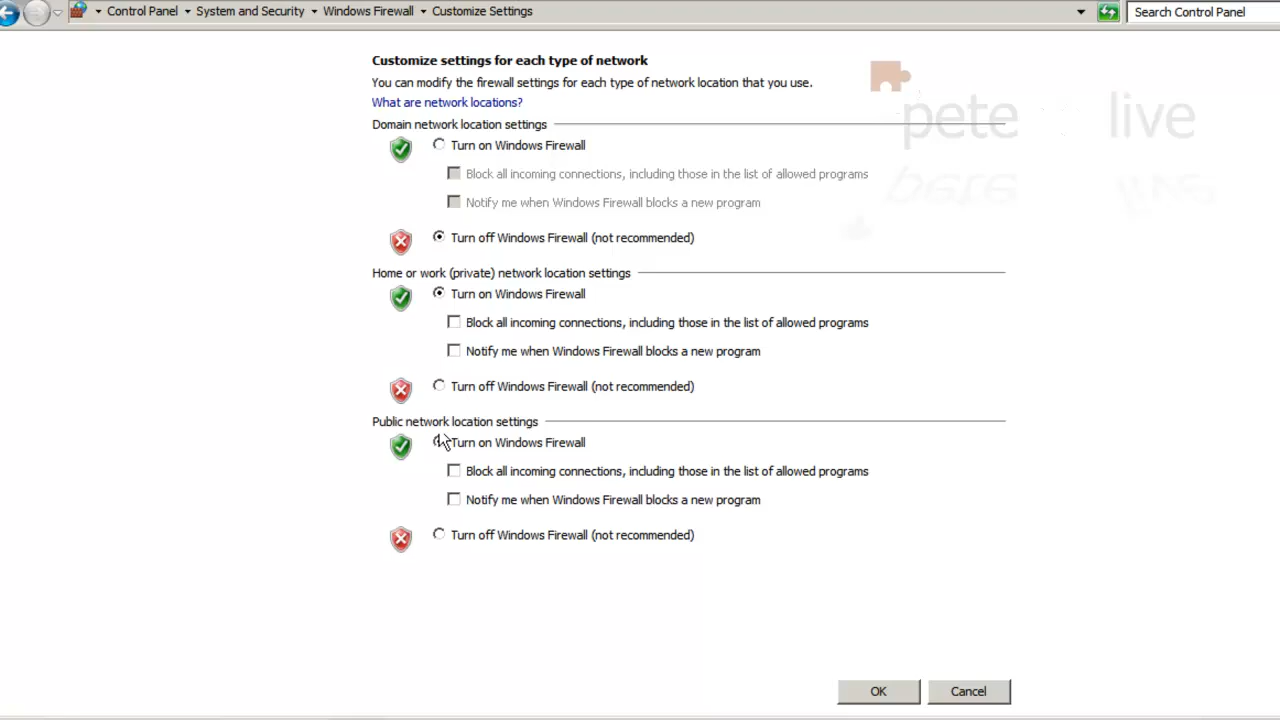 Control Panel System and Security Windows Firewall Customize Settings Search Control Panel
Customize settings for each type of network
You can modify the firewall settings for each type of network location that you use.
What are network locations?
Domain network location settings
Turn on Windows Firewall
Block all incoming connections, including those in the list of allowed programs
Notify me when Windows Firewall blocks a new program
Turn off Windows Firewall (not recommended)
Home or work (private) network location settings
Turn on Windows Firewall
Block all incoming connections, including those in the list of allowed programs
Notify me when Windows Firewall blocks a new program
Turn off Windows Firewall (not recommended)
Public network location settings
Turn on Windows Firewall
Block all incoming connections, including those in the list of allowed programs
Notify me when Windows Firewall blocks a new program
Turn off Windows Firewall (not recommended)
OK Cancel
pete live